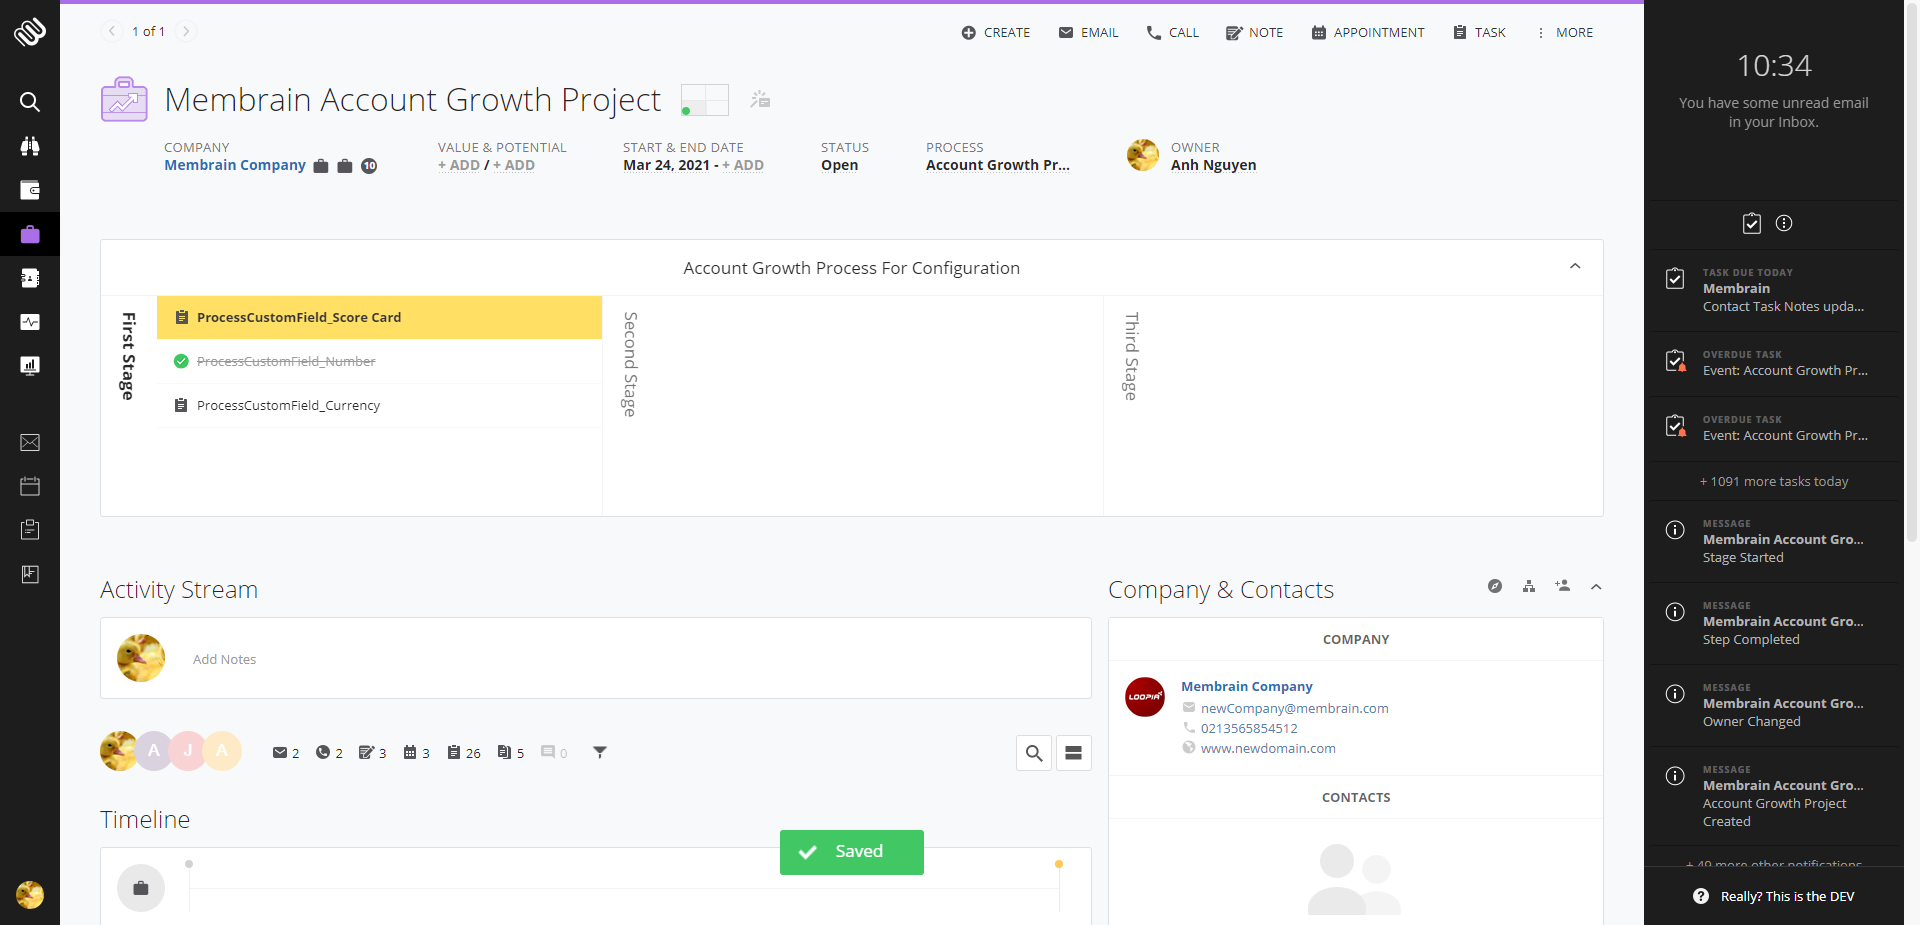 1 of 1
CREATE
EMAIL
CALL
NOTE
APPOINTMENT
TASK
MORE
Membrain Account Growth Project
COMPANY
Membrain Company
10
VALUE & POTENTIAL
+ ADD / + ADD
START & END DATE
Mar 24, 2021 - + ADD
STATUS
Open
PROCESS
Account Growth Pr...
OWNER
Anh Nguyen
Account Growth Process For Configuration
First Stage
ProcessCustomField_Score Card
ProcessCustomField_Number
ProcessCustomField_Currency
Second Stage
Third Stage
Activity Stream
Add Notes
A
J
A
2
2
3
3
26
5
0
Timeline
Saved
Company & Contacts
COMPANY
LOOPIA
Membrain Company
newCompany@membrain.com
0213565854512
www.newdomain.com
CONTACTS
10:34
You have some unread email
in your Inbox.
TASK DUE TODAY
Membrain
Contact Task Notes upda...
OVERDUE TASK
Event: Account Growth Pr...
OVERDUE TASK
Event: Account Growth Pr...
+ 1091 more tasks today
MESSAGE
Membrain Account Gro...
Stage Started
MESSAGE
Membrain Account Gro...
Step Completed
MESSAGE
Membrain Account Gro...
Owner Changed
MESSAGE
Membrain Account Gro...
Account Growth Project
Created
+ 49 more other notifications
Really? This is the DEV